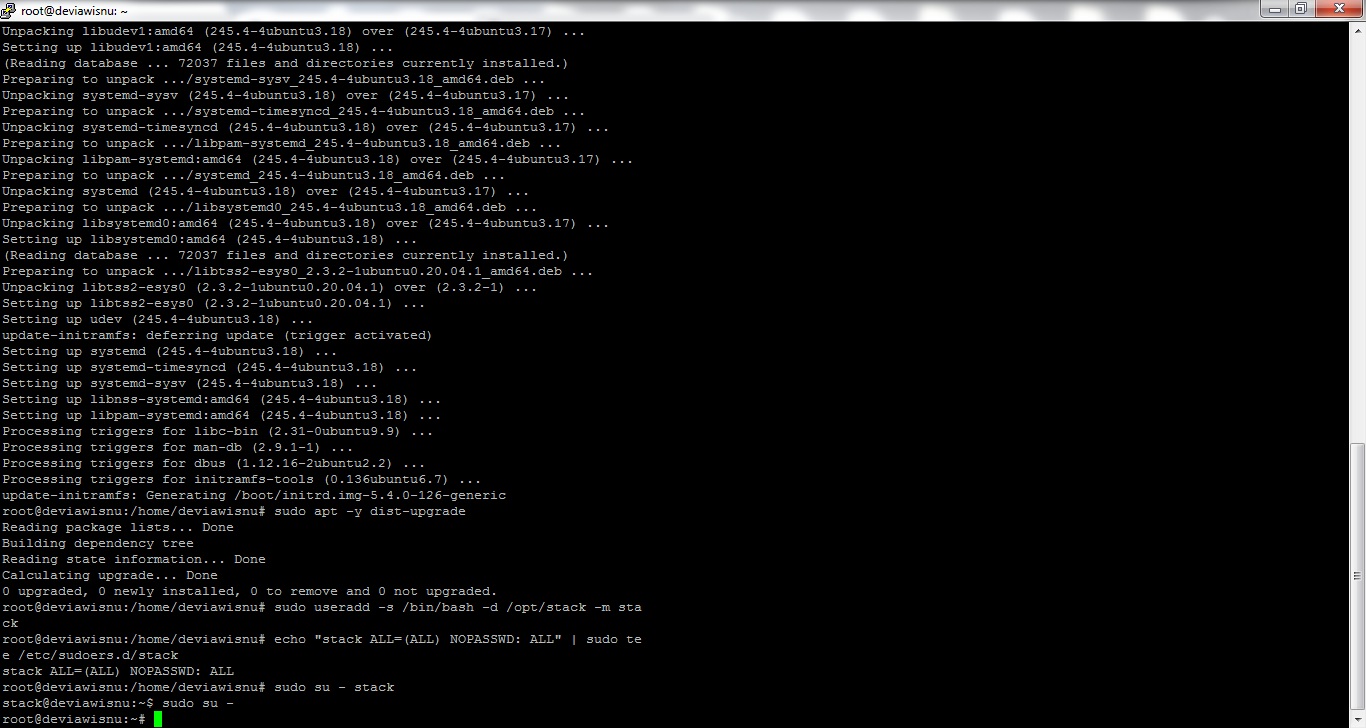 root@deviawisnu: ~
Unpacking libudev1:amd64 (245.4-4ubuntu3.18) over (245.4-4ubuntu3.17) ...
Setting up libudev1:amd64 (245.4-4ubuntu3.18) ...
(Reading database ... 72037 files and directories currently installed.)
Preparing to unpack .../systemd-sysv_245.4-4ubuntu3.18_amd64.deb ...
Unpacking systemd-sysv (245.4-4ubuntu3.18) over (245.4-4ubuntu3.17) ...
Preparing to unpack .../systemd-timesyncd_245.4-4ubuntu3.18_amd64.deb ...
Unpacking systemd-timesyncd (245.4-4ubuntu3.18) over (245.4-4ubuntu3.17) ...
Preparing to unpack .../libpam-systemd_245.4-4ubuntu3.18_amd64.deb ...
Unpacking libpam-systemd:amd64 (245.4-4ubuntu3.18) over (245.4-4ubuntu3.17) ...
Preparing to unpack .../systemd_245.4-4ubuntu3.18_amd64.deb ...
Unpacking systemd (245.4-4ubuntu3.18) over (245.4-4ubuntu3.17) ...
Preparing to unpack .../libsystemd0_245.4-4ubuntu3.18_amd64.deb ...
Unpacking libsystemd0:amd64 (245.4-4ubuntu3.18) over (245.4-4ubuntu3.17) ...
Setting up libsystemd0:amd64 (245.4-4ubuntu3.18) ...
(Reading database ... 72037 files and directories currently installed.)
Preparing to unpack .../libtss2-esys0_2.3.2-1ubuntu0.20.04.1_amd64.deb ...
Unpacking libtss2-esys0 (2.3.2-1ubuntu0.20.04.1) over (2.3.2-1) ...
Setting up libtss2-esys0 (2.3.2-1ubuntu0.20.04.1) ...
Setting up udev (245.4-4ubuntu3.18) ...
update-initramfs: deferring update (trigger activated)
Setting up systemd (245.4-4ubuntu3.18) ...
Setting up systemd-timesyncd (245.4-4ubuntu3.18) ...
Setting up systemd-sysv (245.4-4ubuntu3.18) ...
Setting up libnss-systemd:amd64 (245.4-4ubuntu3.18) ...
Setting up libpam-systemd:amd64 (245.4-4ubuntu3.18) ...
Processing triggers for libc-bin (2.31-0ubuntu9.9) ...
Processing triggers for man-db (2.9.1-1) ...
Processing triggers for dbus (1.12.16-2ubuntu2.2) ...
Processing triggers for initramfs-tools (0.136ubuntu6.7) ...
update-initramfs: Generating /boot/initrd.img-5.4.0-126-generic
root@deviawisnu:/home/deviawisnu# sudo apt -y dist-upgrade
Reading package lists... Done
Building dependency tree
Reading state information... Done
Calculating upgrade... Done
0 upgraded, 0 newly installed, 0 to remove and 0 not upgraded.
root@deviawisnu:/home/deviawisnu# sudo useradd -s /bin/bash -d /opt/stack -m sta
ck
root@deviawisnu:/home/deviawisnu# echo "stack ALL=(ALL) NOPASSWD: ALL" | sudo te
e /etc/sudoers.d/stack
stack ALL=(ALL) NOPASSWD: ALL
root@deviawisnu:/home/deviawisnu# sudo su - stack
stack@deviawisnu:~$ sudo su -
root@deviawisnu:~#